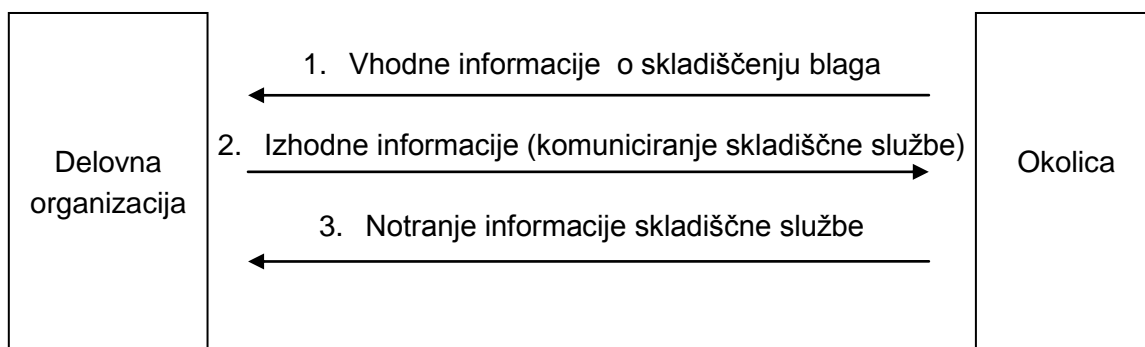 1. Vhodne informacije o skladiščenju blaga
2. Izhodne informacije (komuniciranje skladiščne službe)
Delovna
organizacija
Okolica
3. Notranje informacije skladiščne službe